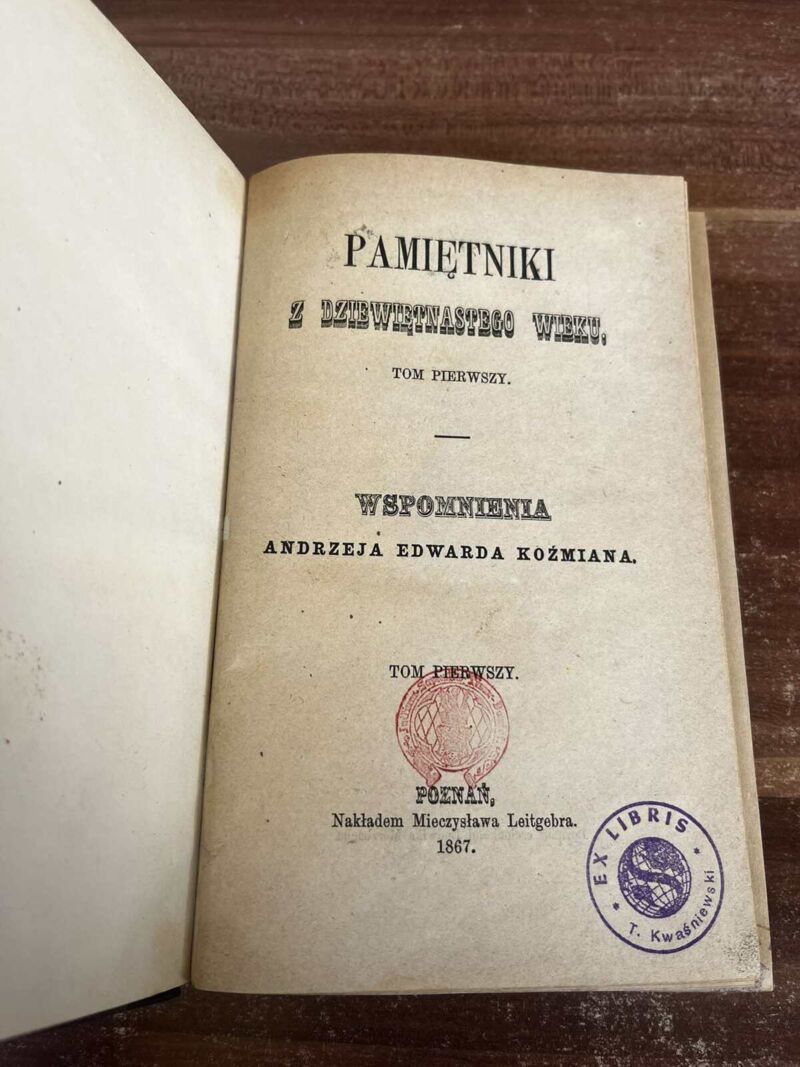 PAMIĘTNIKI
Z DZIEWIĘTNASTEGO WIEKU.
TOM PIERWSZY.
WSPOMNIENIA
ANDRZEJA EDWARDA KOŹMIANA.
TOM PIERWSZY.
POZNAŃ,
Nakładem Mieczysława Leitgebra.
1867.
* EX LIBRIS *
T. Kwaśniewski